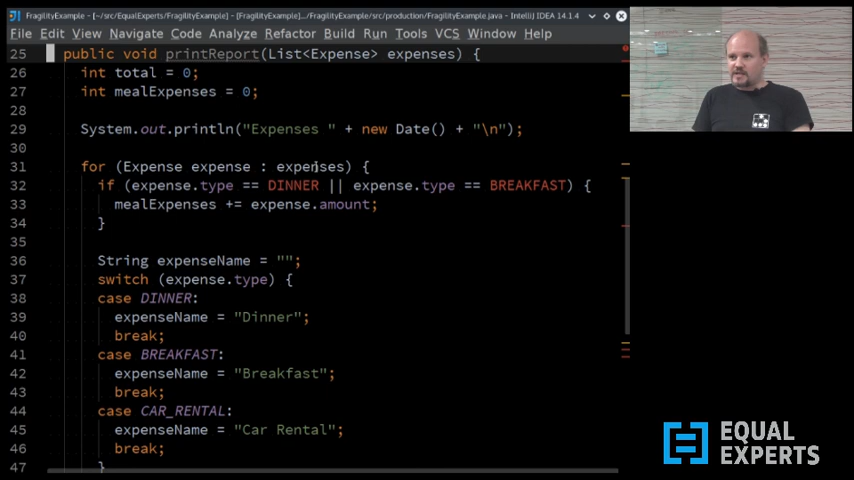 FragilityExample - [~/src/EqualExperts/FragilityExample] - [FragilityExample].../FragilityExample/src/production/FragilityExample.java - IntelliJ IDEA 14.1.4
File Edit View Navigate Code Analyze Refactor Build Run Tools VCS Window Help
25 public void printReport(List<Expense> expenses) {
26 int total = 0;
27 int mealExpenses = 0;
28
29 System.out.println("Expenses " + new Date() + "\n");
30
31 for (Expense expense : expenses) {
32 if (expense.type == DINNER || expense.type == BREAKFAST) {
33 mealExpenses += expense.amount;
34 }
35
36 String expenseName = "";
37 switch (expense.type) {
38 case DINNER:
39 expenseName = "Dinner";
40 break;
41 case BREAKFAST:
42 expenseName = "Breakfast";
43 break;
44 case CAR_RENTAL:
45 expenseName = "Car Rental";
46 break;
47 }
EQUAL
EXPERTS